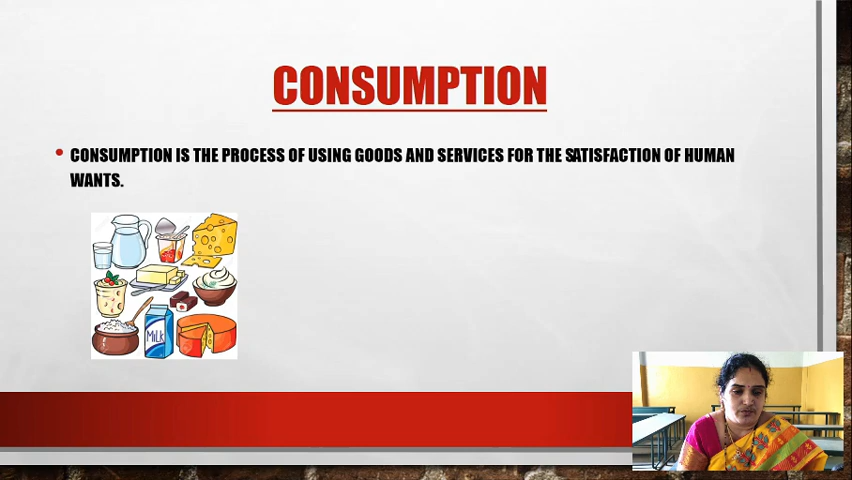 CONSUMPTION
• CONSUMPTION IS THE PROCESS OF USING GOODS AND SERVICES FOR THE SATISFACTION OF HUMAN
WANTS.
MiLK